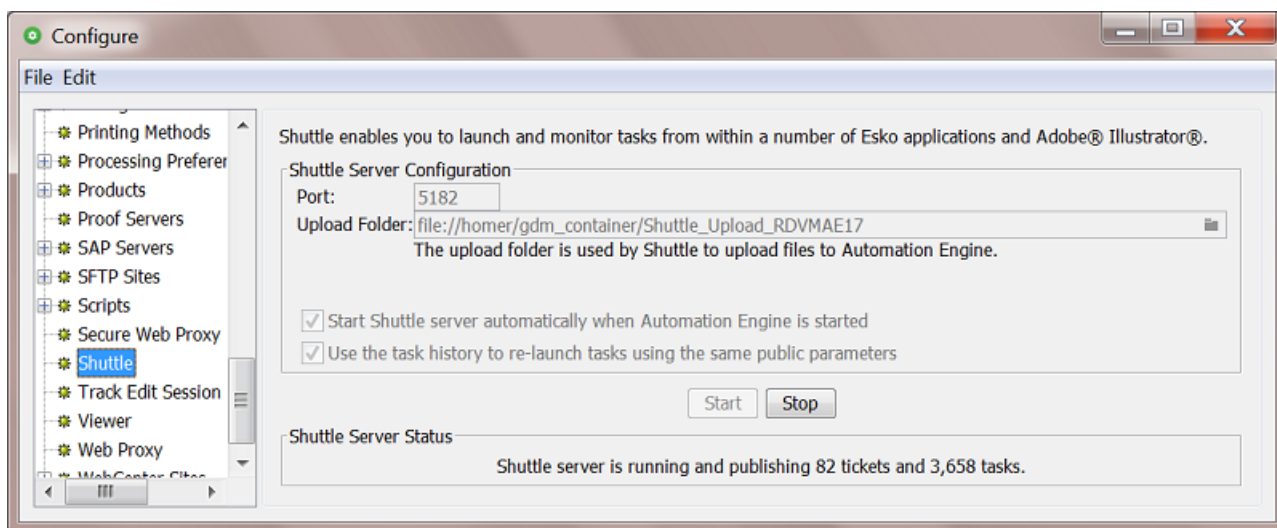 Configure
File Edit
Printing Methods
Processing Preferer
Products
Proof Servers
SAP Servers
SFTP Sites
Scripts
Secure Web Proxy
Shuttle
Track Edit Session
Viewer
Web Proxy
Shuttle enables you to launch and monitor tasks from within a number of Esko applications and Adobe® Illustrator®.
Shuttle Server Configuration
Port: 5182
Upload Folder: file://homer/gdm_container/Shuttle_Upload_RDVMAE17
The upload folder is used by Shuttle to upload files to Automation Engine.
Start Shuttle server automatically when Automation Engine is started
Use the task history to re-launch tasks using the same public parameters
Start Stop
Shuttle Server Status
Shuttle server is running and publishing 82 tickets and 3,658 tasks.